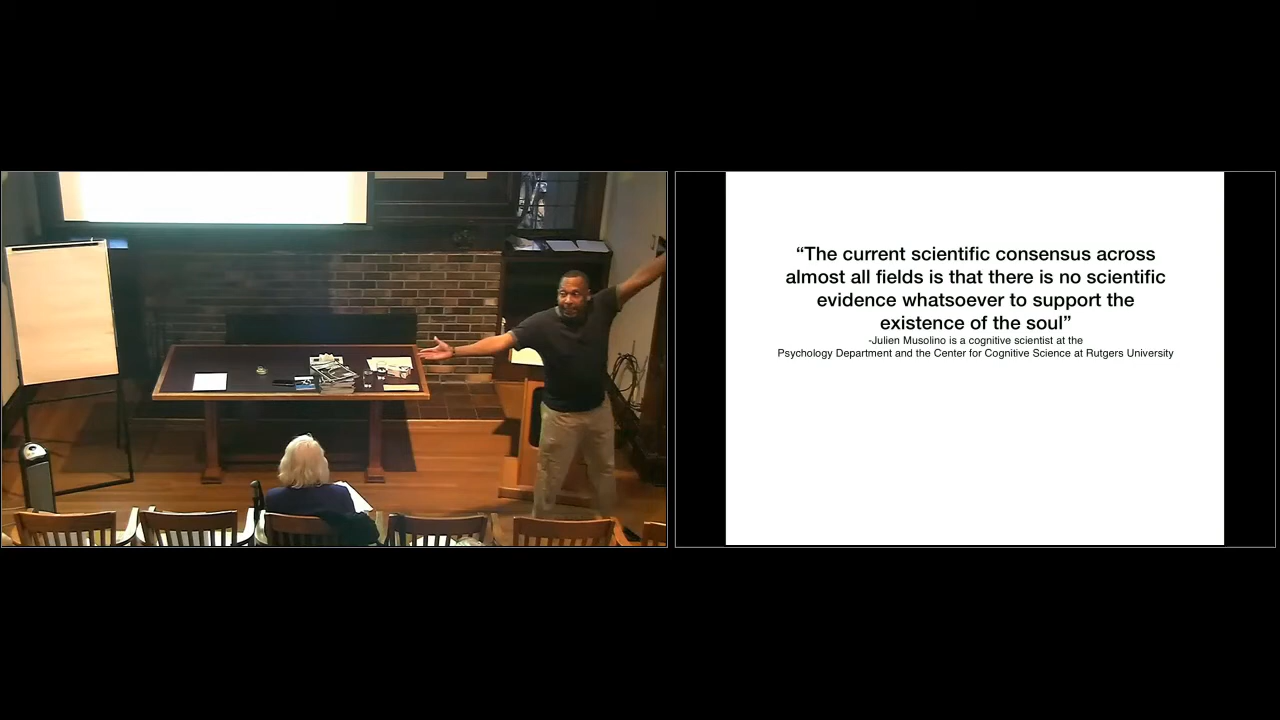 “The current scientific consensus across
almost all fields is that there is no scientific
evidence whatsoever to support the
existence of the soul”
-Julien Musolino is a cognitive scientist at the
Psychology Department and the Center for Cognitive Science at Rutgers University